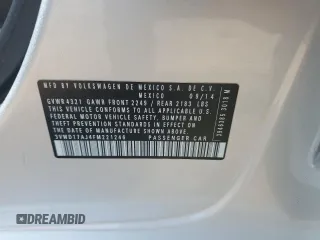 MFD BY VOLKSWAGEN DE MEXICO S.A. DE C.V.
MEXICO 09/14
GVWR 4321 GAWR FRONT 2249 / REAR 2183 LBS
THIS VEHICLE CONFORMS TO ALL APPLICABLE U.S.
FEDERAL MOTOR VEHICLE SAFETY, BUMPER AND
THEFT PREVENTION STANDARDS IN EFFECT ON
THE DATE OF MANUFACTURE SHOWN ABOVE.
PASSENGER CAR
DREAMBID